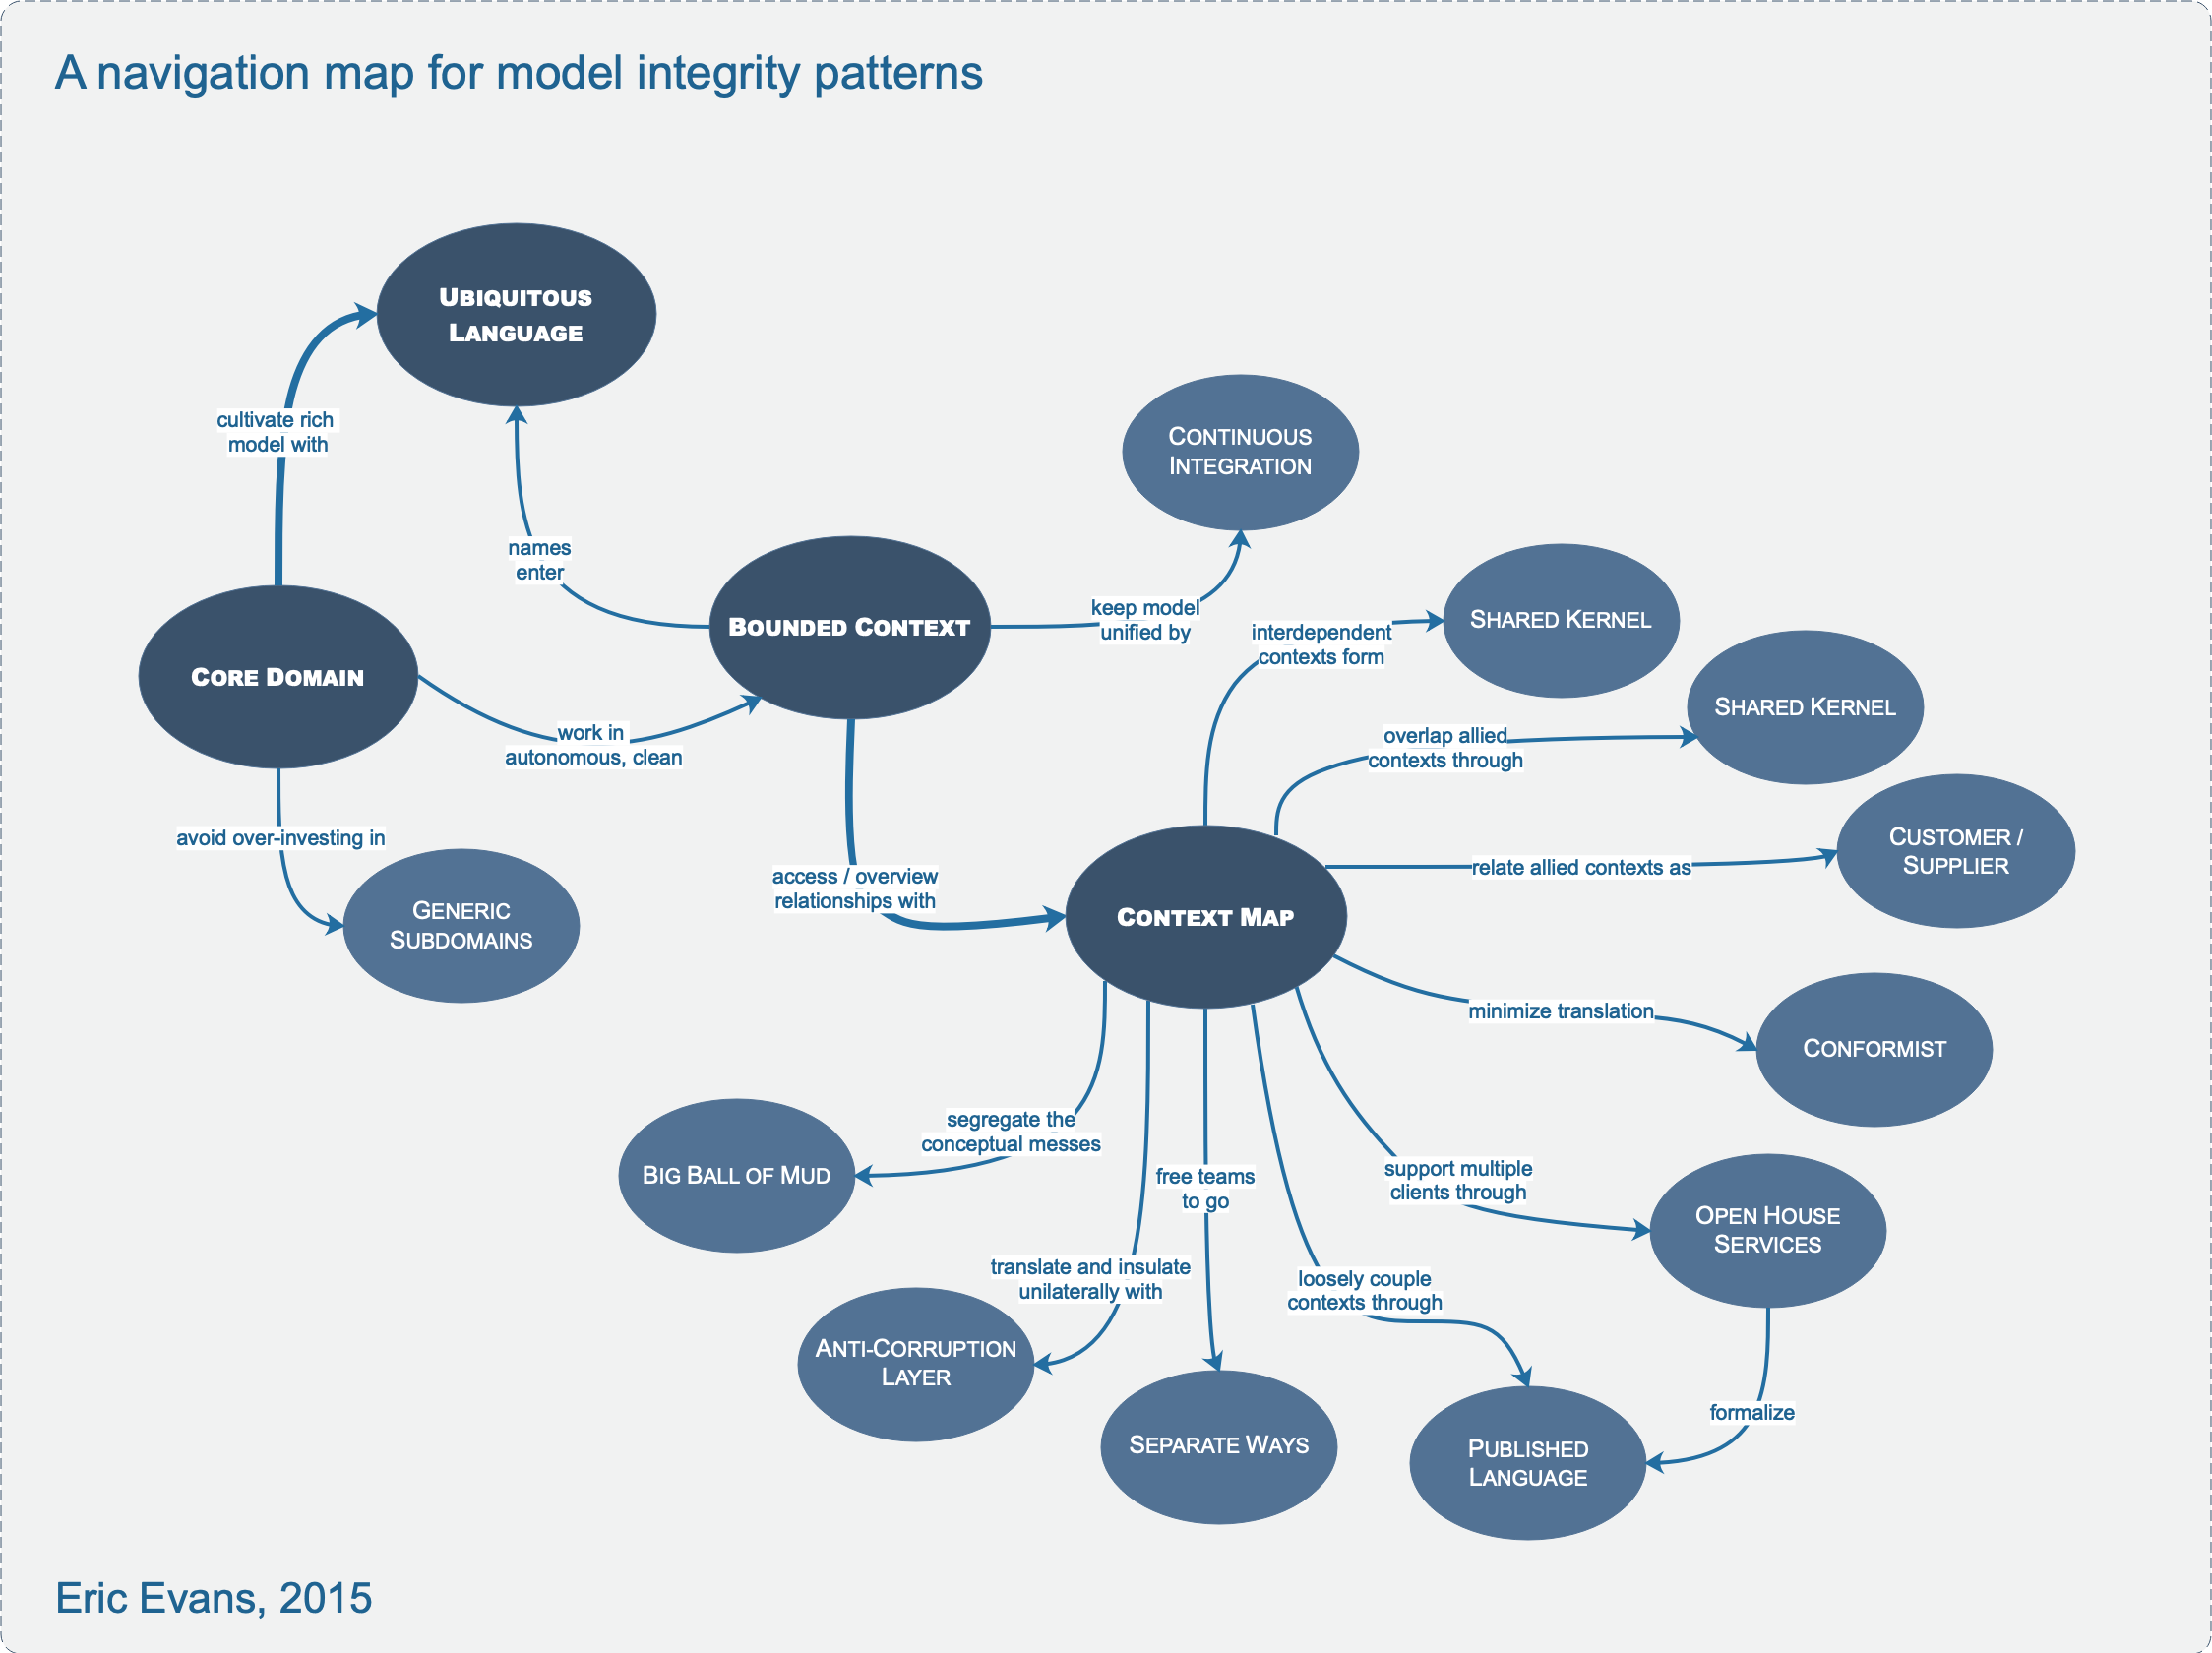 A navigation map for model integrity patterns
UBIQUITOUS
LANGUAGE
cultivate rich
model with
CONTINUOUS
INTEGRATION
names
enter
BOUNDED CONTEXT
keep model
unified by
interdependent
contexts form
SHARED KERNEL
CORE DOMAIN
SHARED KERNEL
work in
autonomous, clean
overlap allied
contexts through
avoid over-investing in
access / overview
relationships with
relate allied contexts as
CUSTOMER /
SUPPLIER
GENERIC
SUBDOMAINS
CONTEXT MAP
minimize translation
CONFORMIST
segregate the
conceptual messes
BIG BALL OF MUD
free teams
to go
support multiple
clients through
OPEN HOUSE
SERVICES
translate and insulate
unilaterally with
loosely couple
contexts through
ANTI-CORRUPTION
LAYER
SEPARATE WAYS
formalize
PUBLISHED
LANGUAGE
Eric Evans, 2015